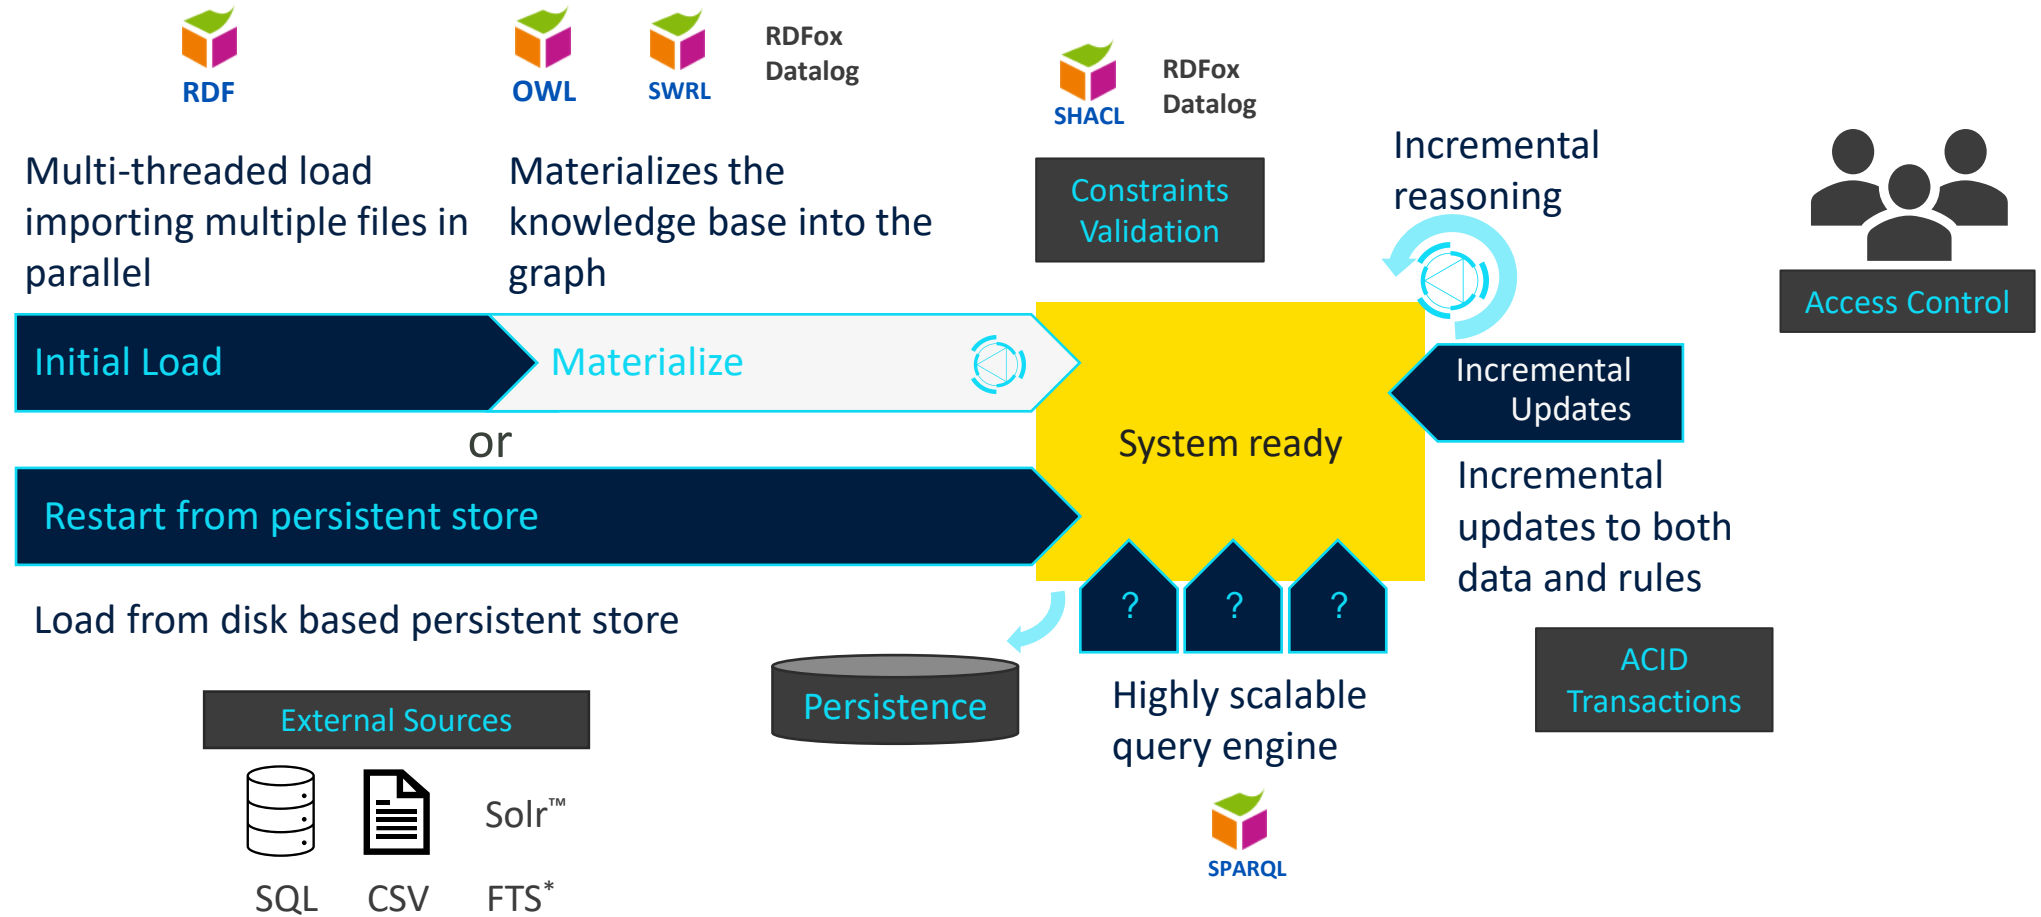 RDF
OWL
SWRL
RDFox
Datalog
SHACL
RDFox
Datalog
Multi-threaded load
importing multiple files in
parallel
Materializes the
knowledge base into the
graph
Constraints
Validation
Incremental
reasoning
Access Control
Initial Load
Materialize
Incremental
Updates
or
System ready
Restart from persistent store
Incremental
updates to both
data and rules
Load from disk based persistent store
?
?
?
Persistence
Highly scalable
query engine
ACID
Transactions
External Sources
Solr™
SQL
CSV
FTS*
SPARQL